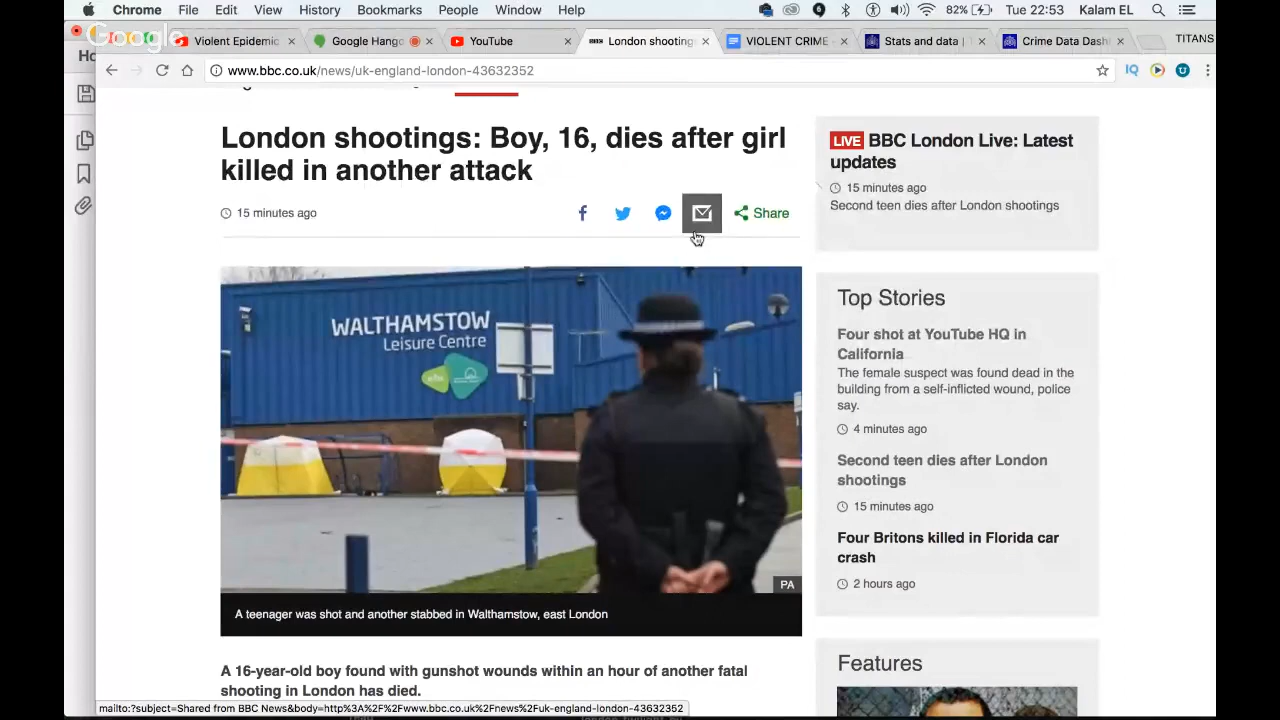 Chrome File Edit View History Bookmarks People Window Help 82% Tue 22:53 Kalam EL
Google
Violent Epidemic × Google Hango × YouTube × London shooting × VIOLENT CRIME - × Stats and data | T × Crime Data Dash × TITANS
Ho
www.bbc.co.uk/news/uk-england-london-43632352
IQ
London shootings: Boy, 16, dies after girl
killed in another attack
15 minutes ago
Share
WALTHAMSTOW
Leisure Centre
PA
A teenager was shot and another stabbed in Walthamstow, east London
A 16-year-old boy found with gunshot wounds within an hour of another fatal
shooting in London has died.
LIVE BBC London Live: Latest
updates
15 minutes ago
Second teen dies after London shootings
Top Stories
Four shot at YouTube HQ in
California
The female suspect was found dead in the
building from a self-inflicted wound, police
say.
4 minutes ago
Second teen dies after London
shootings
15 minutes ago
Four Britons killed in Florida car
crash
2 hours ago
Features
mailto:?subject=Shared from BBC News&body=http%3A%2F%2Fwww.bbc.co.uk%2Fnews%2Fuk-england-london-43632352